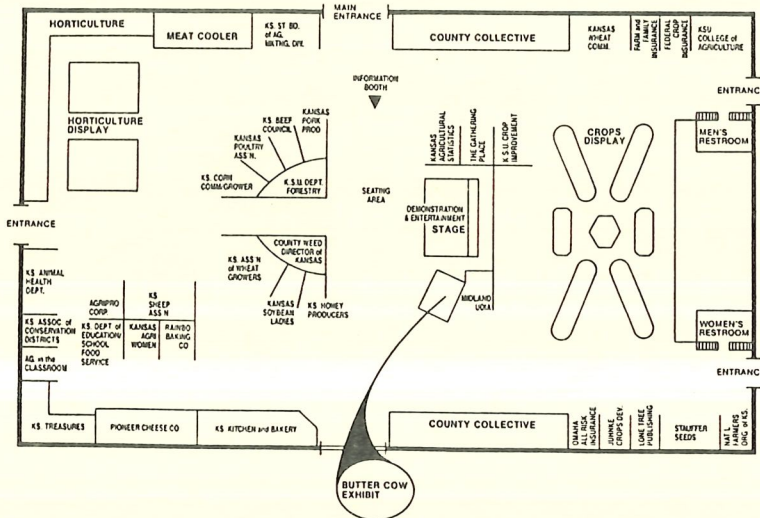 MAIN
ENTRANCE
HORTICULTURE
MEAT COOLER
KS. ST BD.
of AG.
MKTNG. DIV.
COUNTY COLLECTIVE
KANSAS
WHEAT
COMM.
FARM and
FAMILY
INSURANCE
FEDERAL
CROP
INSURANCE
KSU
COLLEGE of
AGRICULTURE
INFORMATION
BOOTH
ENTRANCE
HORTICULTURE
DISPLAY
KS. CORN
COMM/GROWER
KANSAS
POULTRY
ASS'N.
KS. BEEF
COUNCIL
KANSAS
PORK
PROD.
K.S.U. DEPT.
FORESTRY
KANSAS
AGRICULTURAL
STATISTICS
THE GATHERING
PLACE
K S U CROP
IMPROVEMENT
CROPS
DISPLAY
MEN'S
RESTROOM
SEATING
AREA
DEMONSTRATION
& ENTERTAINMENT
STAGE
ENTRANCE
COUNTY WEED
DIRECTOR of
KANSAS
KS. ASS'N
of WHEAT
GROWERS
KANSAS
SOYBEAN
LADIES
KS HONEY
PRODUCERS
KS. ANIMAL
HEALTH
DEPT.
AGRIPRO
CORP.
KS
SHEEP
ASS'N
MIDLAND
KS. ASSOC of
CONSERVATION
DISTRICTS
KS. DEPT of
EDUCATION/
SCHOOL
FOOD
SERVICE
KANSAS
AGRI
WOMEN
RAINBO
BAKING
CO
WOMEN'S
RESTROOM
AG. in the
CLASSROOM
ENTRANCE
KS. TREASURES
PIONEER CHEESE CO
KS KITCHEN and BAKERY
COUNTY COLLECTIVE
OMAHA
ALL RISK
INSURANCE
JUHNKE
CROPS DEV.
LONE TREE
PUBLISHING
STAUFFER
SEEDS
NAT'L
FARMERS
ORG. of KS.
BUTTER COW
EXHIBIT